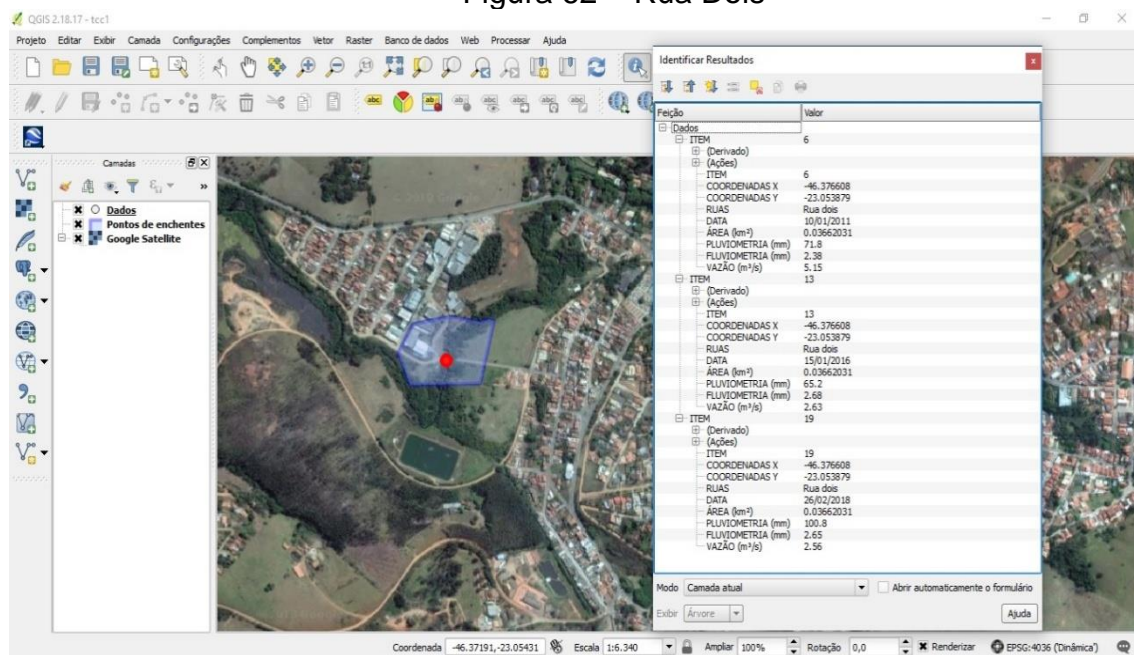 Figura 32 – Rua Dois
QGIS 2.18.17 - tcc1
Projeto Editar Exibir Camada Configurações Complementos Vetor Raster Banco de dados Web Processar Ajuda
abc
Camadas
Dados
Pontos de enchentes
Google Satellite
Identificar Resultados
Feição Valor
Dados
ITEM 6
(Derivado)
(Ações)
ITEM 6
COORDENADAS X -46.376608
COORDENADAS Y -23.053879
RUAS Rua dois
DATA 10/01/2011
ÁREA (km²) 0.03662031
PLUVIOMETRIA (mm) 71.8
FLUVIOMETRIA (mm) 2.38
VAZÃO (m³/s) 5.15
ITEM 13
(Derivado)
(Ações)
ITEM 13
COORDENADAS X -46.376608
COORDENADAS Y -23.053879
RUAS Rua dois
DATA 15/01/2016
ÁREA (km²) 0.03662031
PLUVIOMETRIA (mm) 65.2
FLUVIOMETRIA (mm) 2.68
VAZÃO (m³/s) 2.63
ITEM 19
(Derivado)
(Ações)
ITEM 19
COORDENADAS X -46.376608
COORDENADAS Y -23.053879
RUAS Rua dois
DATA 26/02/2018
ÁREA (km²) 0.03662031
PLUVIOMETRIA (mm) 100.8
FLUVIOMETRIA (mm) 2.65
VAZÃO (m³/s) 2.56
Modo Camada atual Abrir automaticamente o formulário
Exibir Árvore Ajuda
Coordenada -46.37191,-23.05431 Escala 1:6.340 Ampliar 100% Rotação 0,0 Renderizar EPSG:4036 ('Dinâmica')